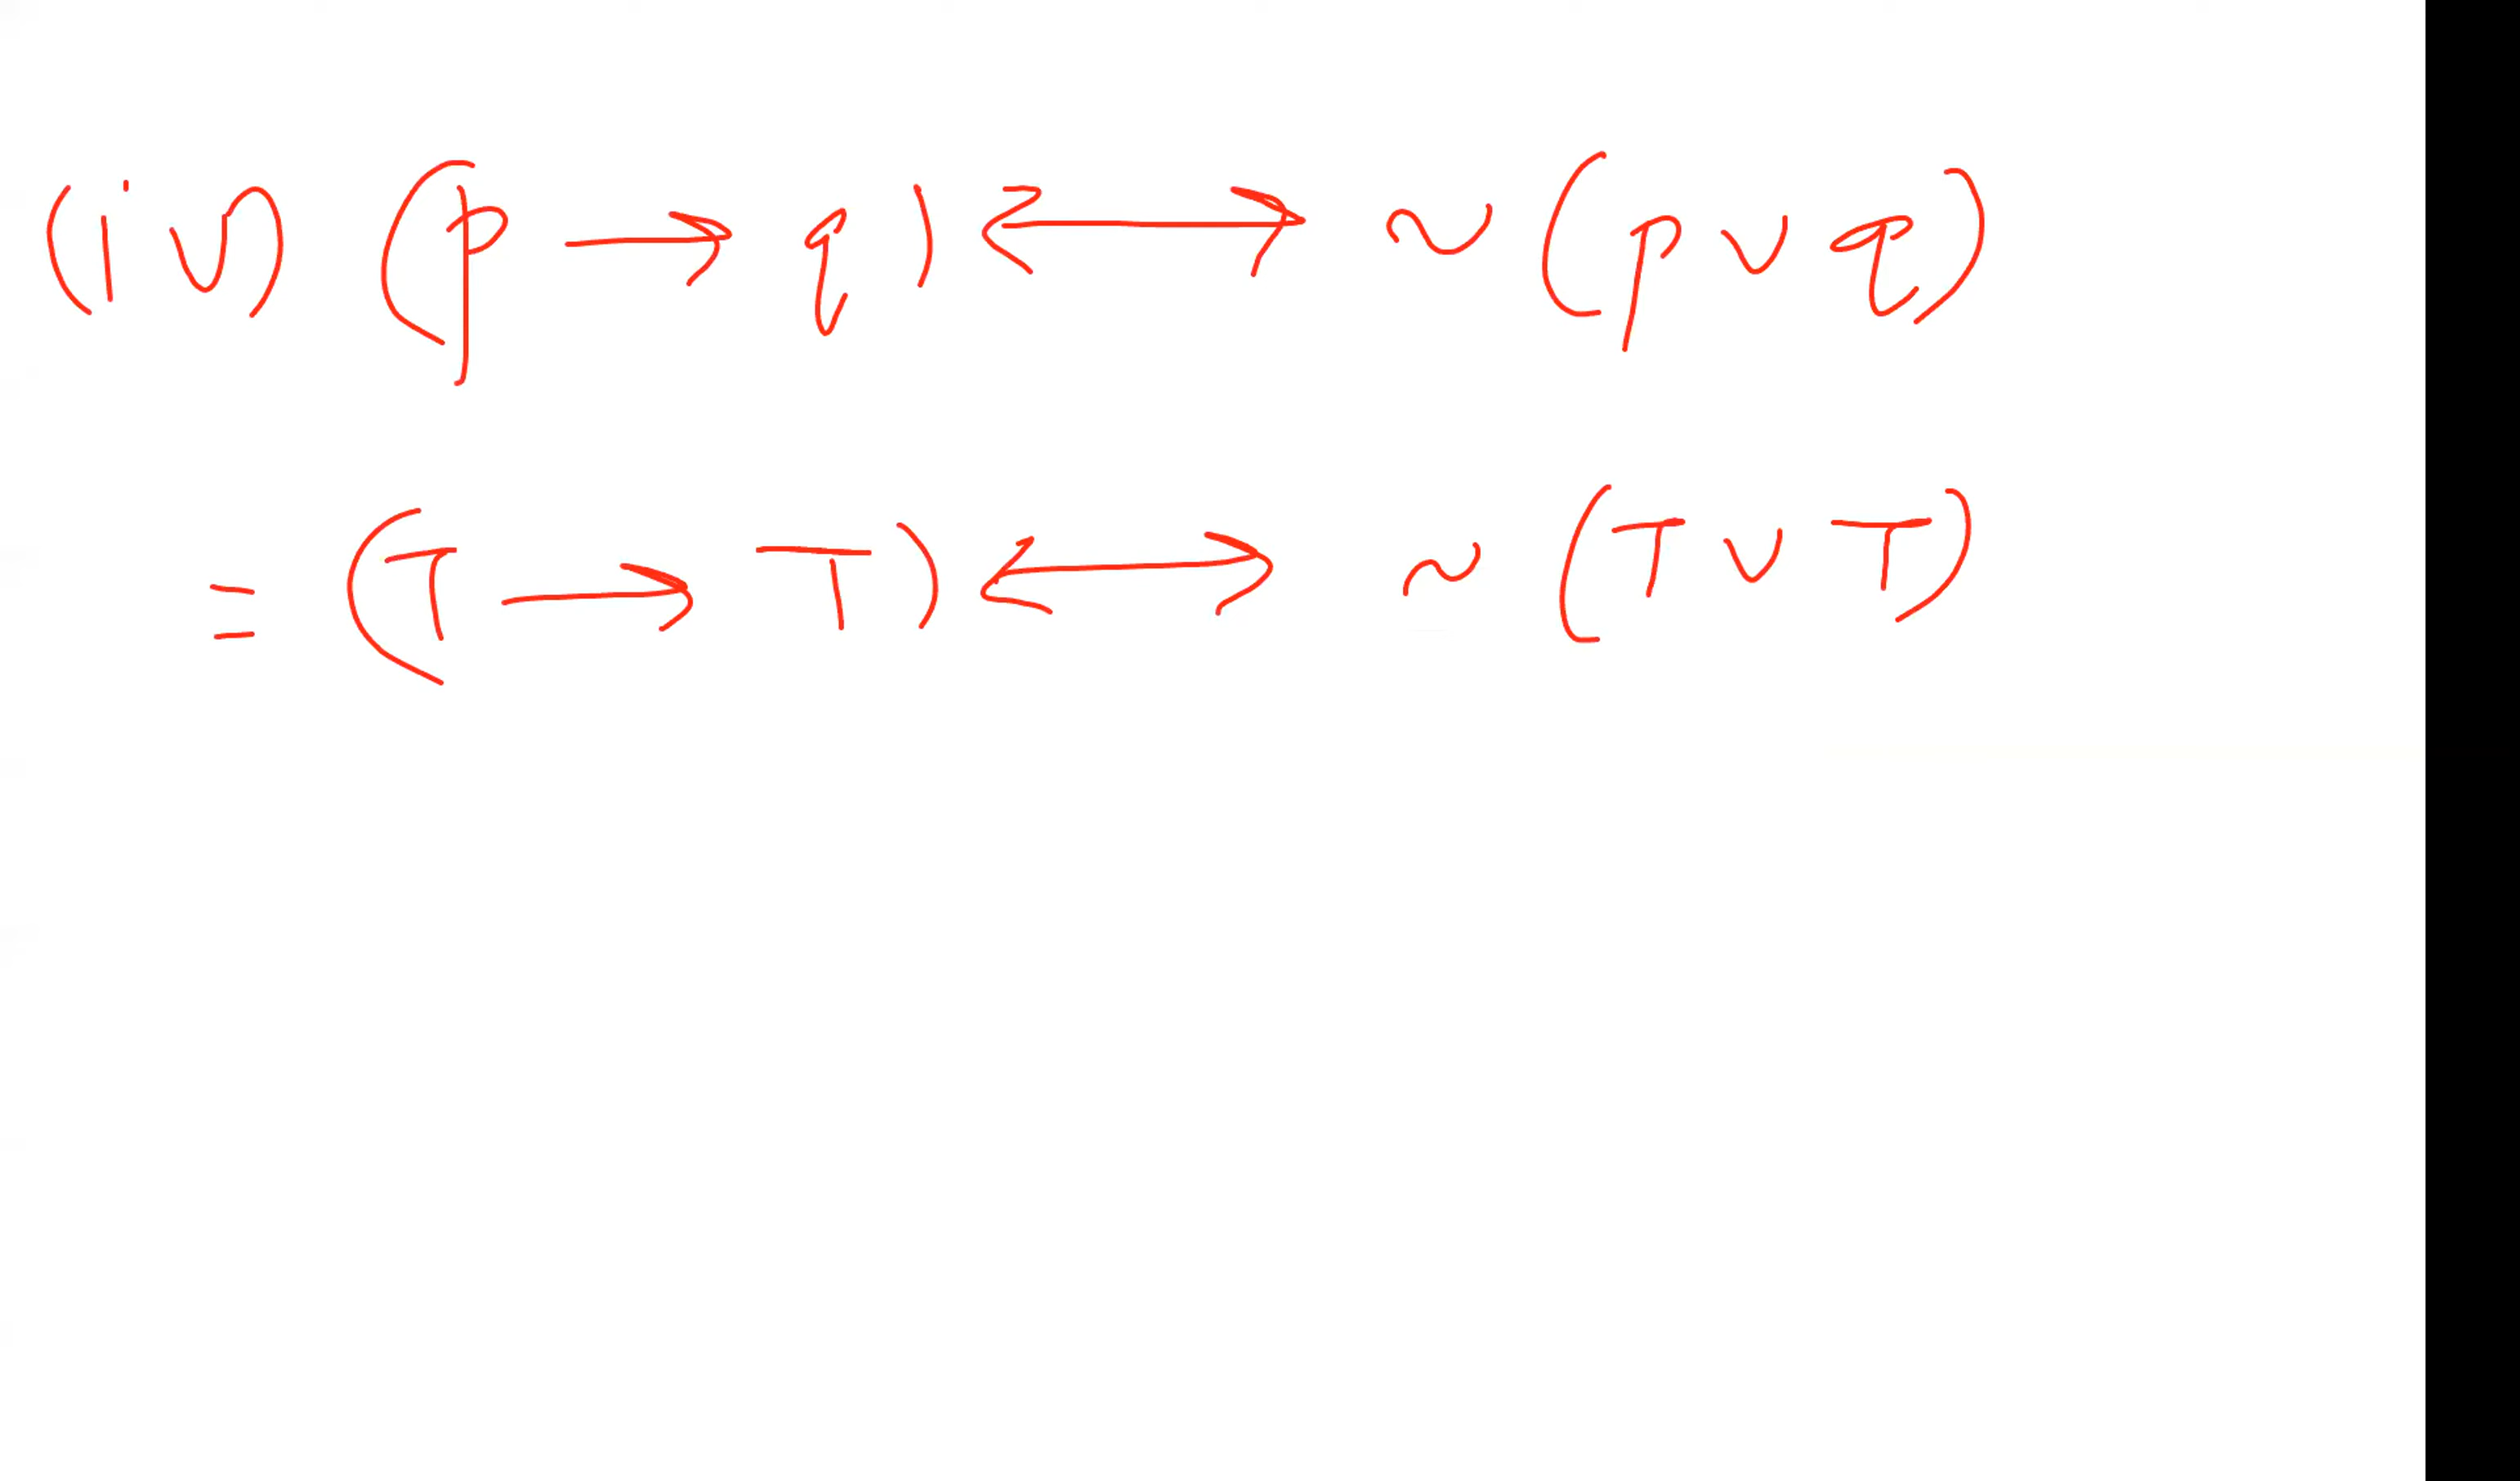 (iv) (p → q) ↔ ~ (p ∨ q)
= (T → T) ↔ ~ (T ∨ T)